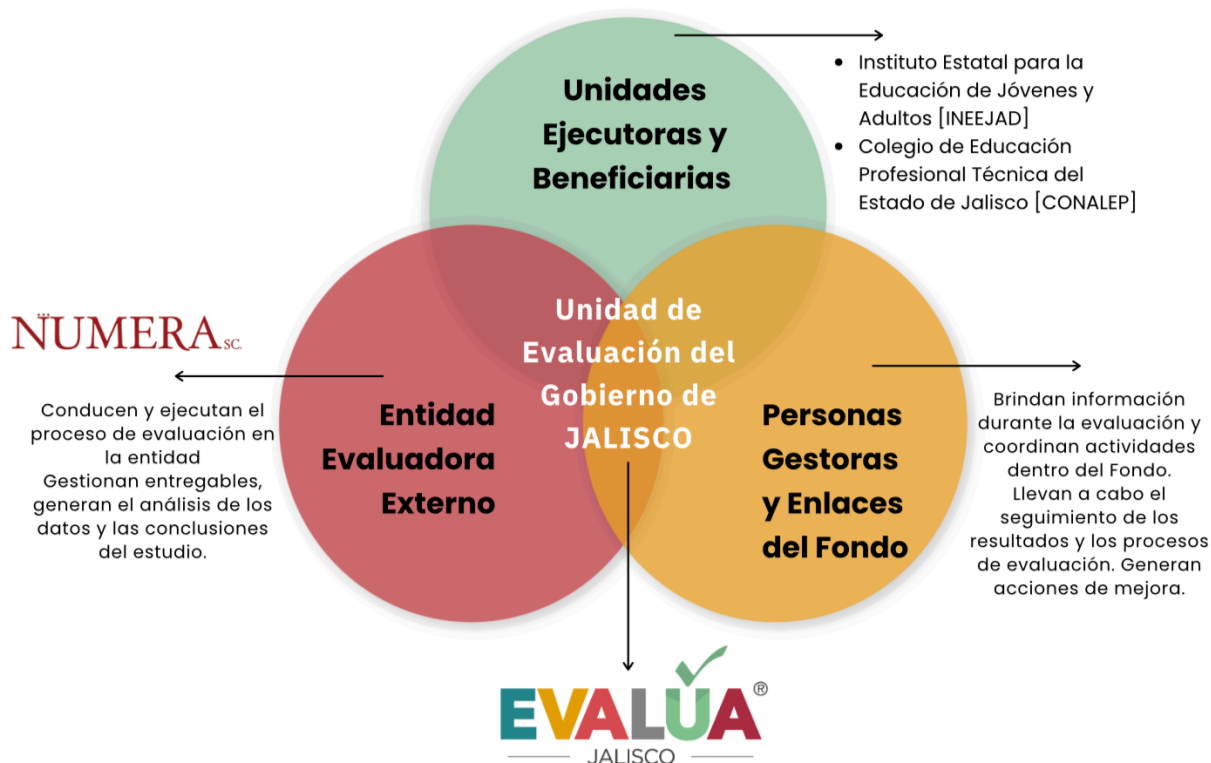 Unidades
Ejecutoras y
Beneficiarias
• Instituto Estatal para la
Educación de Jóvenes y
Adultos [INEEJAD]
• Colegio de Educación
Profesional Técnica del
Estado de Jalisco [CONALEP]
NUMERA SC.
Conducen y ejecutan el
proceso de evaluación en
la entidad
Gestionan entregables,
generan el análisis de los
datos y las conclusiones
del estudio.
Entidad
Evaluadora
Externo
Unidad de
Evaluación del
Gobierno de
JALISCO
Personas
Gestoras
y Enlaces
del Fondo
Brindan información
durante la evaluación y
coordinan actividades
dentro del Fondo.
Llevan a cabo el
seguimiento de los
resultados y los procesos
de evaluación. Generan
acciones de mejora.
EVALÚA®
JALISCO